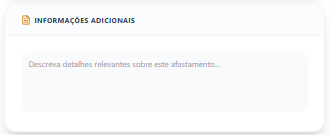 INFORMAÇÕES ADICIONAIS
Descreva detalhes relevantes sobre este afastamento...